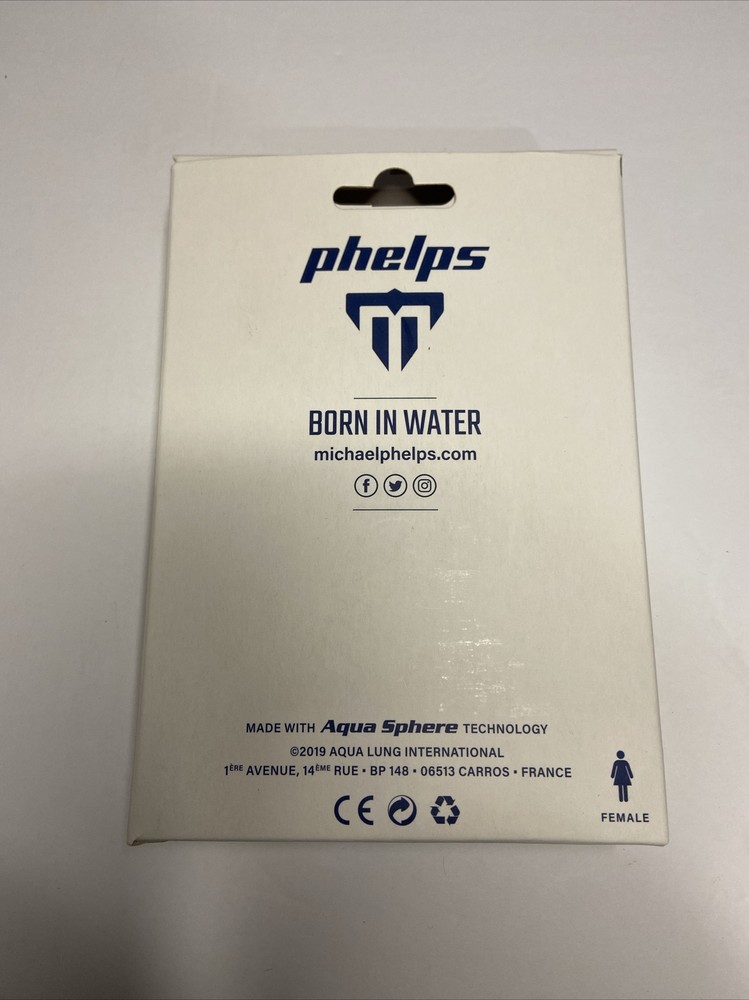 phelps
BORN IN WATER
michaelphelps.com
MADE WITH Aqua Sphere TECHNOLOGY
©2019 AQUA LUNG INTERNATIONAL
1ÈRE AVENUE, 14ÈME RUE • BP 148 • 06513 CARROS • FRANCE
CE
FEMALE